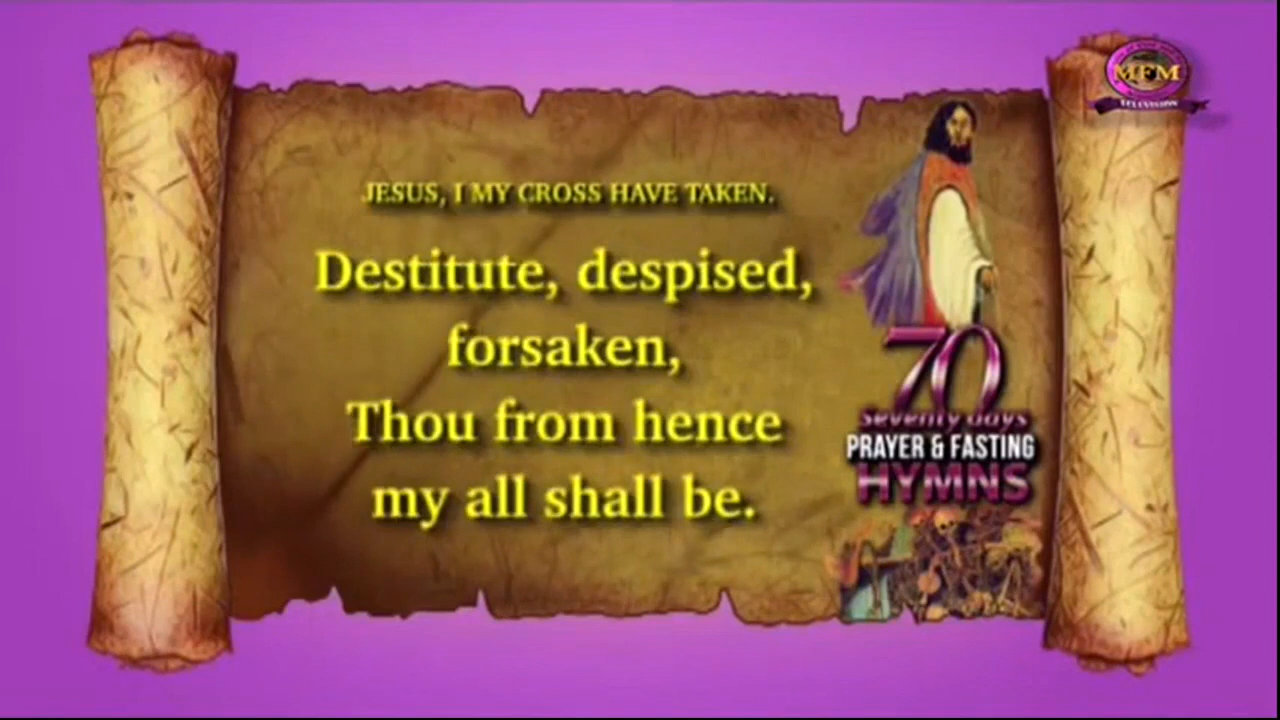 MFM
TELEVISION
JESUS, I MY CROSS HAVE TAKEN.
Destitute, despised,
forsaken,
Thou from hence
my all shall be.
70
Seventy days
PRAYER & FASTING
HYMNS